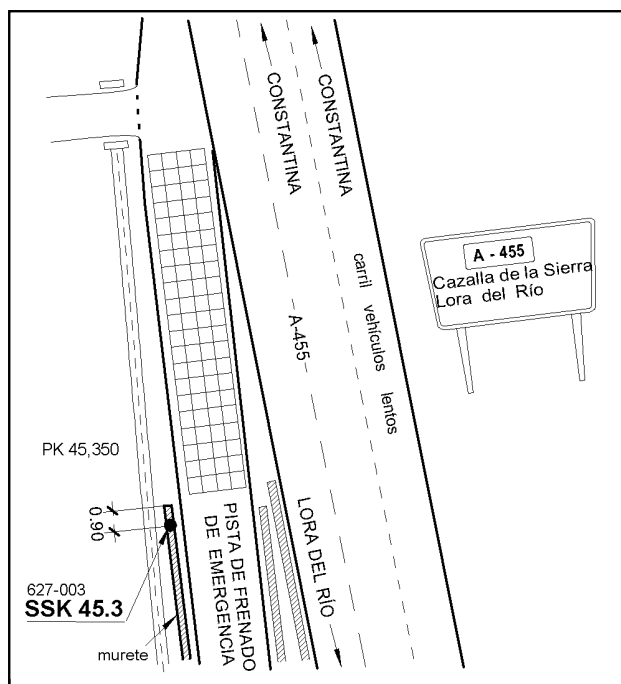 CONSTANTINA
CONSTANTINA
A - 455
Cazalla de la Sierra
Lora del Río
carril vehículos lentos
A-455
PK 45,350
0.90
LORA DEL RÍO
PISTA DE FRENADO
DE EMERGENCIA
627-003
SSK 45.3
murete